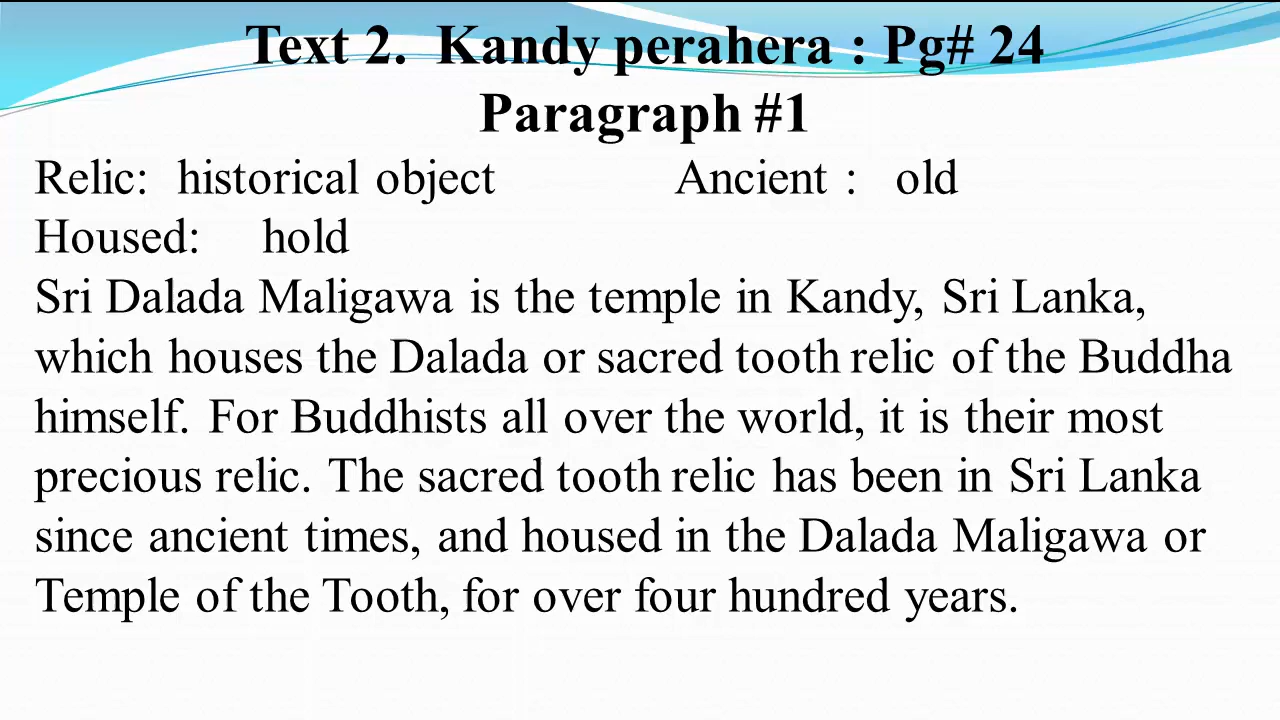 Text 2. Kandy perahera : Pg# 24
Paragraph #1
Relic: historical object Ancient : old
Housed: hold
Sri Dalada Maligawa is the temple in Kandy, Sri Lanka,
which houses the Dalada or sacred tooth relic of the Buddha
himself. For Buddhists all over the world, it is their most
precious relic. The sacred tooth relic has been in Sri Lanka
since ancient times, and housed in the Dalada Maligawa or
Temple of the Tooth, for over four hundred years.